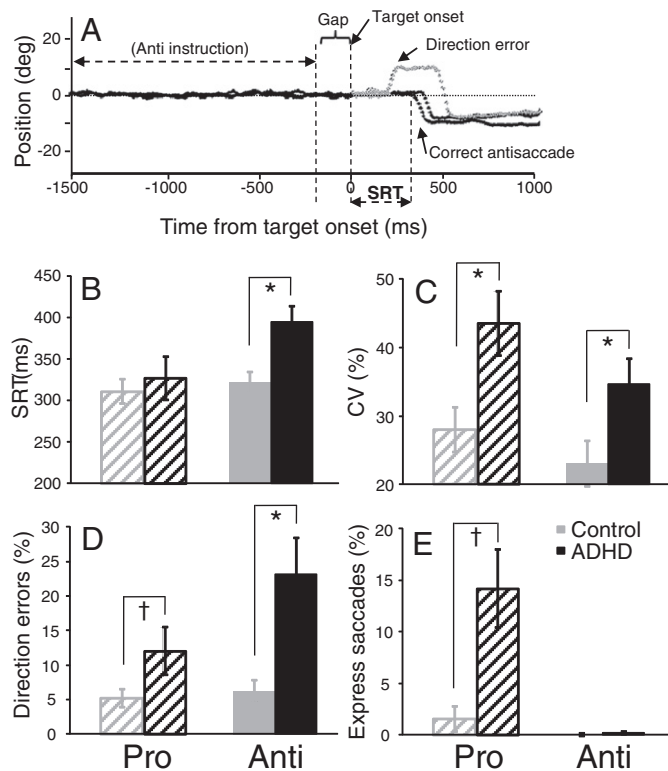 A
Gap
Target onset
(Anti instruction)
Direction error
Position (deg)
20
0
-20
Correct antisaccade
SRT
-1500 -1000 -500 0 500 1000
Time from target onset (ms)
B
SRT(ms)
450
400
350
300
250
200
*
C
CV (%)
50
40
30
20
*
*
D
Direction errors (%)
30
25
20
15
10
5
0
†
*
Pro Anti
E
Express saccades (%)
20
15
10
5
0
†
Control
ADHD
Pro Anti